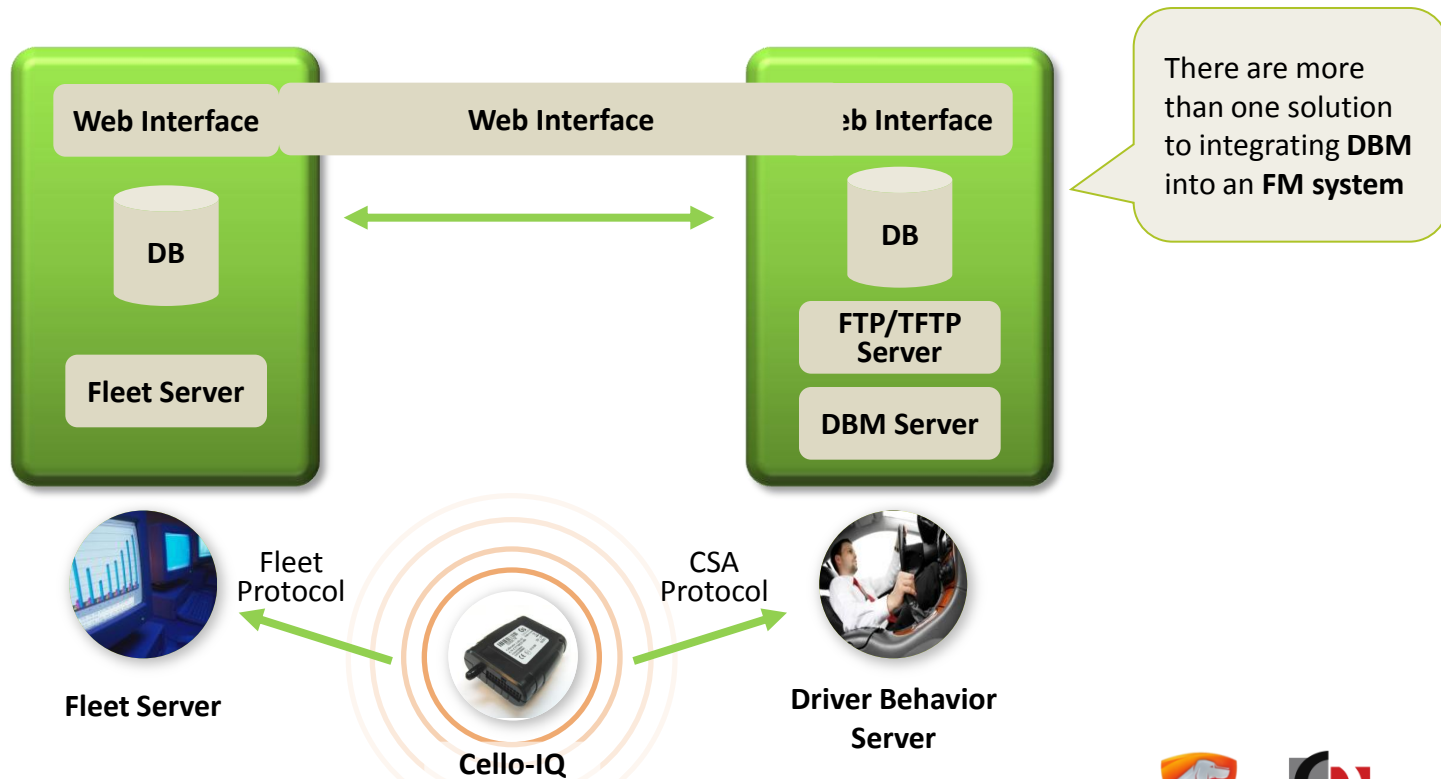 Web Interface
Web Interface
eb Interface
There are more
than one solution
to integrating DBM
into an FM system
DB
DB
FTP/TFTP
Server
Fleet Server
DBM Server
Fleet
Protocol
CSA
Protocol
Fleet Server
Driver Behavior
Server
Cello-IQ